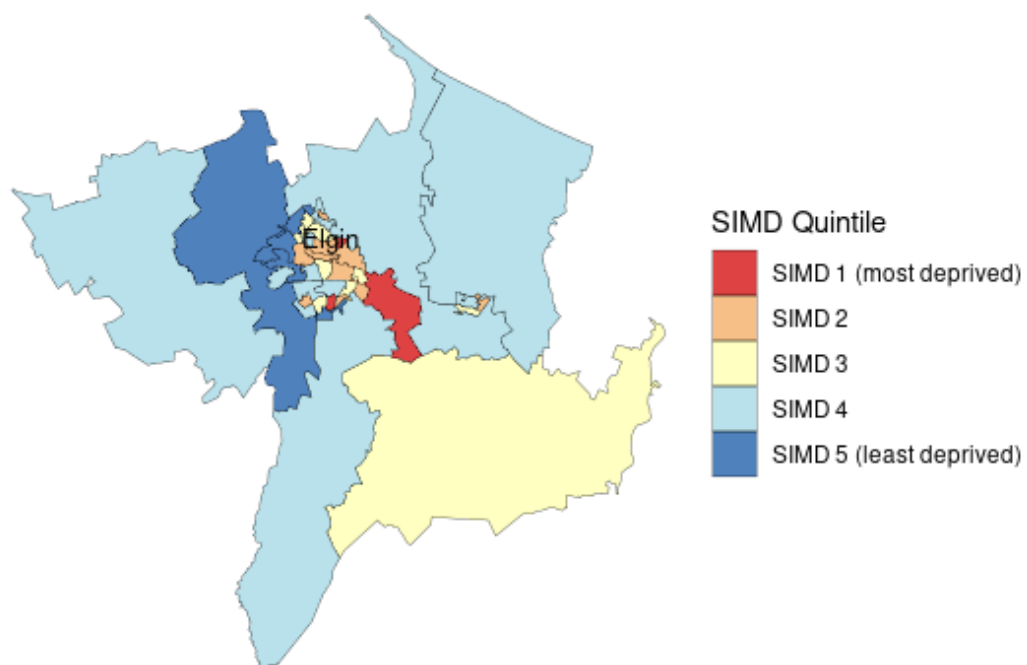 Elgin
SIMD Quintile
SIMD 1 (most deprived)
SIMD 2
SIMD 3
SIMD 4
SIMD 5 (least deprived)